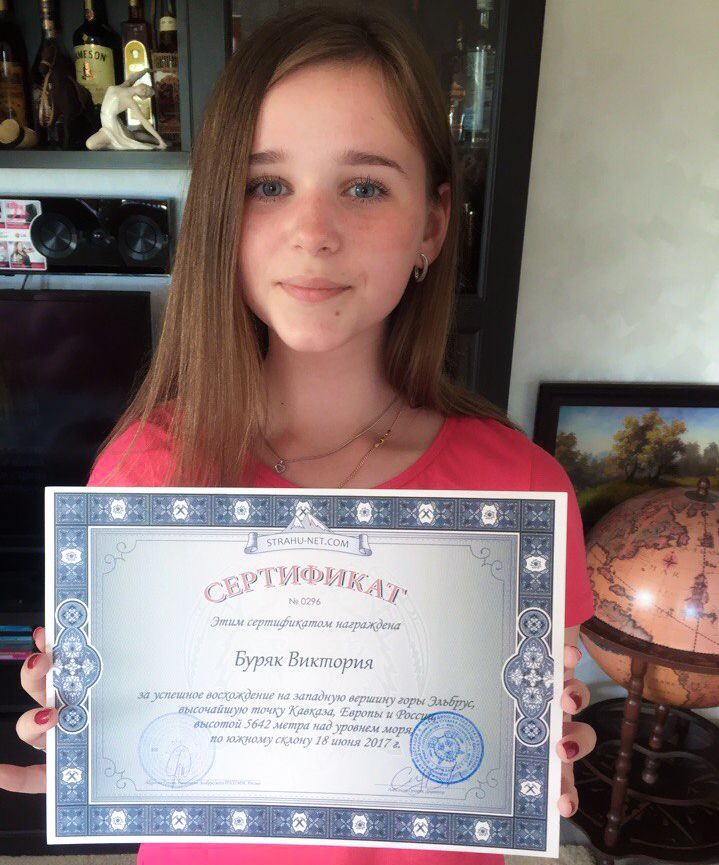 JAMESON
STRAHU-NET.COM
СЕРТИФИКАТ
№ 0296
Этим сертификатом награждена
Буряк Виктория
за успешное восхождение на западную вершину горы Эльбрус,
высочайшую точку Кавказа, Европы и России,
высотой 5642 метра над уровнем моря
по южному склону 18 июня 2017 г.